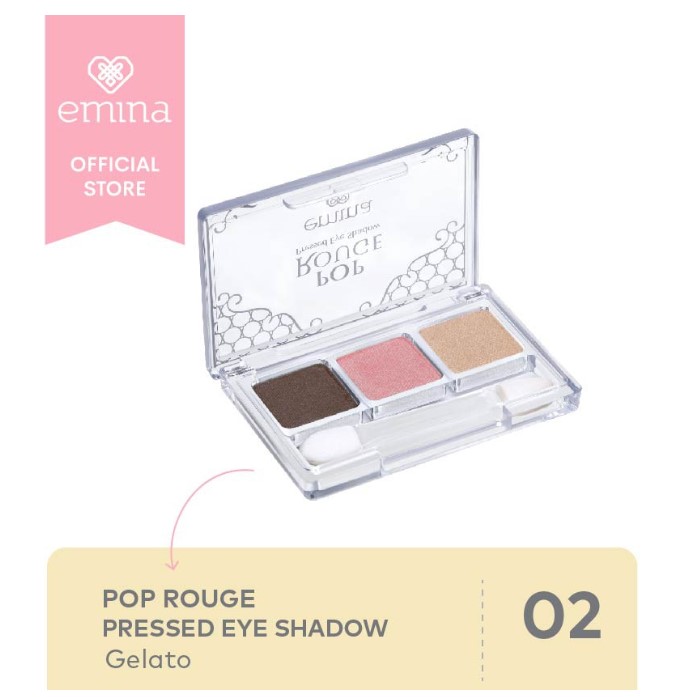 emina
OFFICIAL
STORE
emina
Pressed Eye Shadow
ROUGE
POP
POP ROUGE
PRESSED EYE SHADOW
Gelato
02